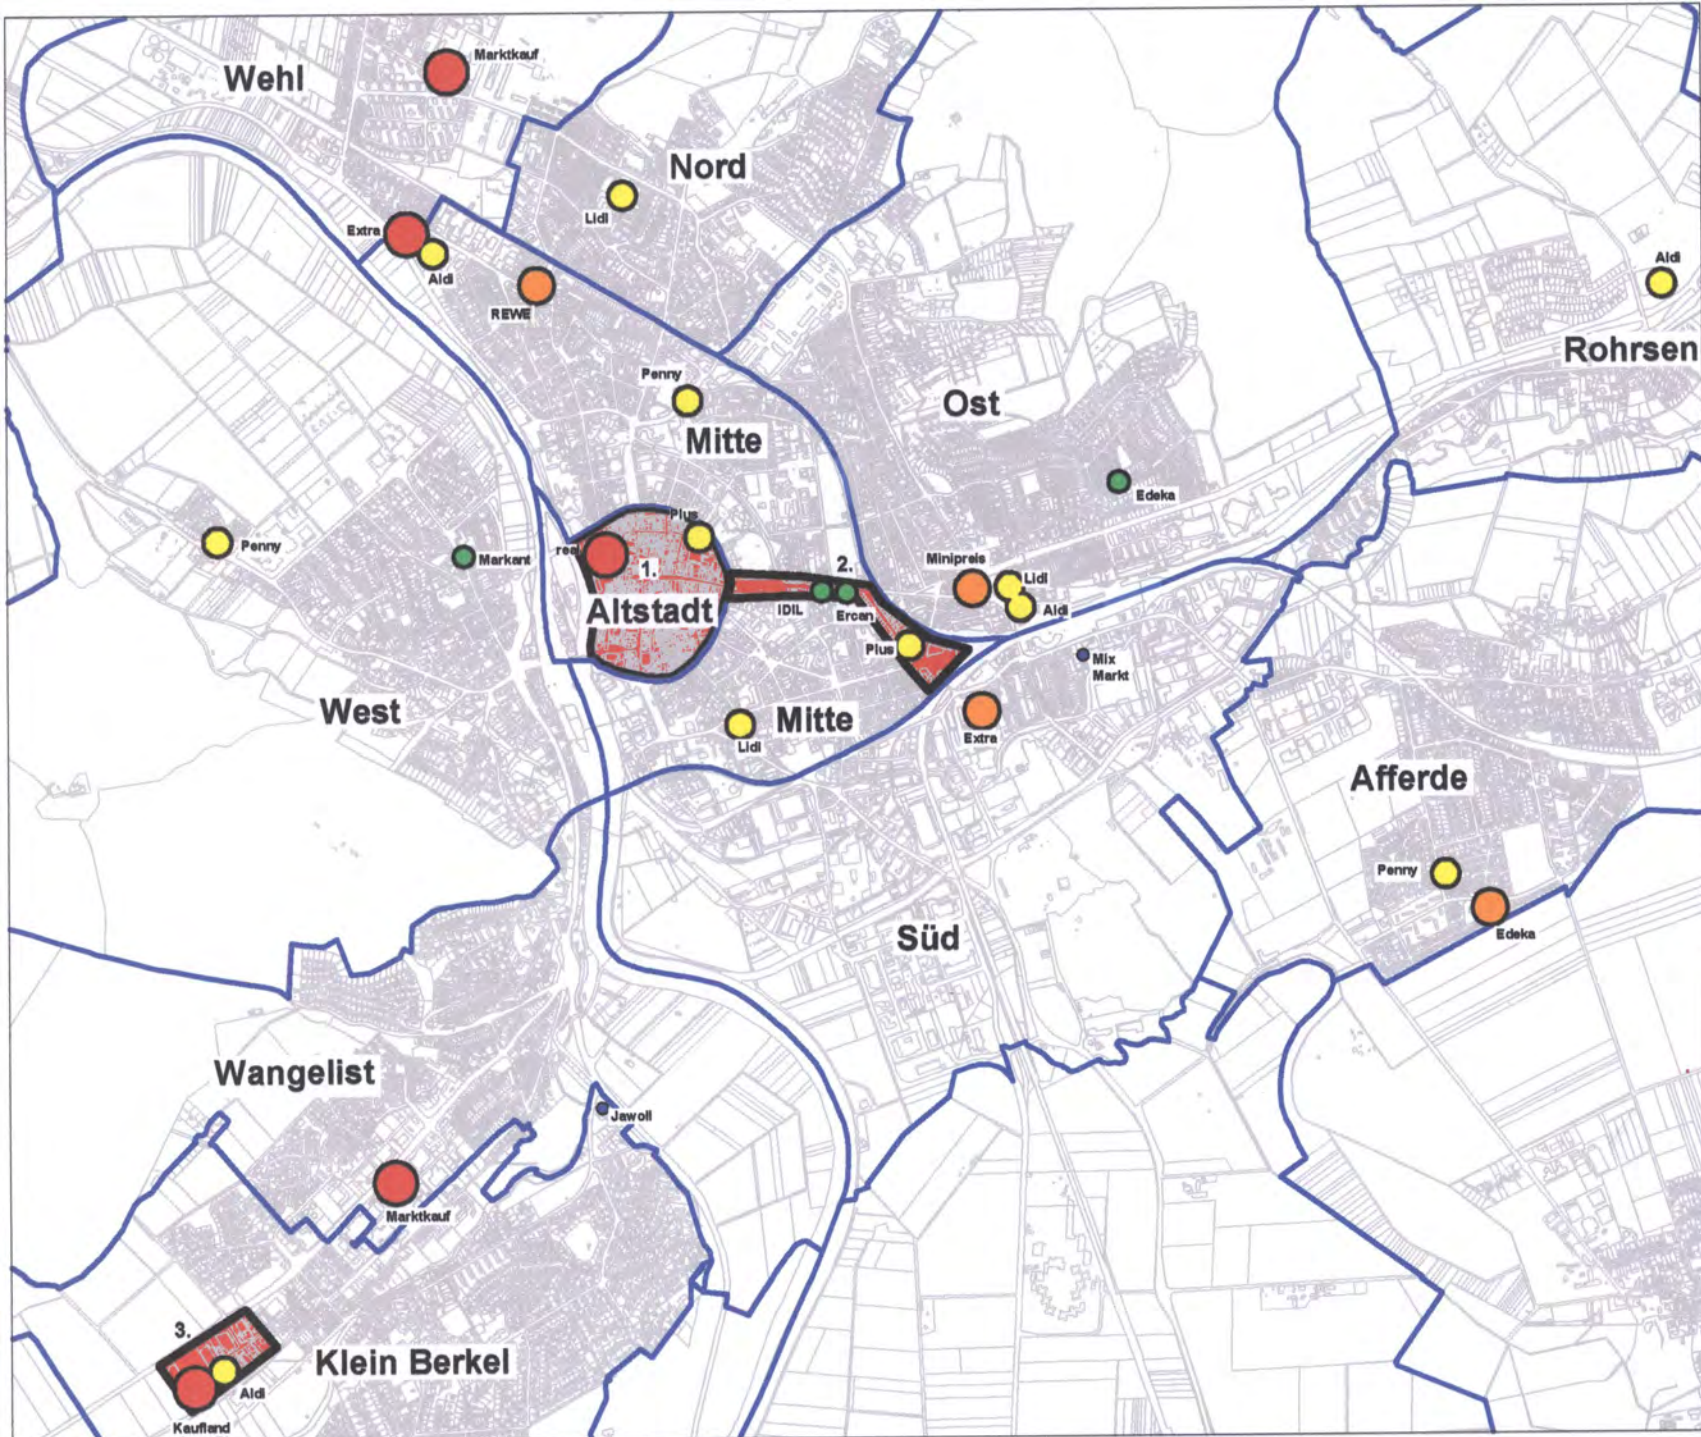 Marktkauf
Wehl
Nord
Lidl
Extra
Aldi
REWE
Aldi
Rohrsen
Penny
Ost
Mitte
Edeka
Plus
Penny
Markant
real
1.
2.
Minipreis
Lidl
Aldi
Altstadt
IDIL
Ercan
Plus
Mix
Markt
West
Mitte
Lidl
Extra
Afferde
Penny
Edeka
Süd
Wangelist
Jawoll
Marktkauf
3.
Klein Berkel
Aldi
Kaufland